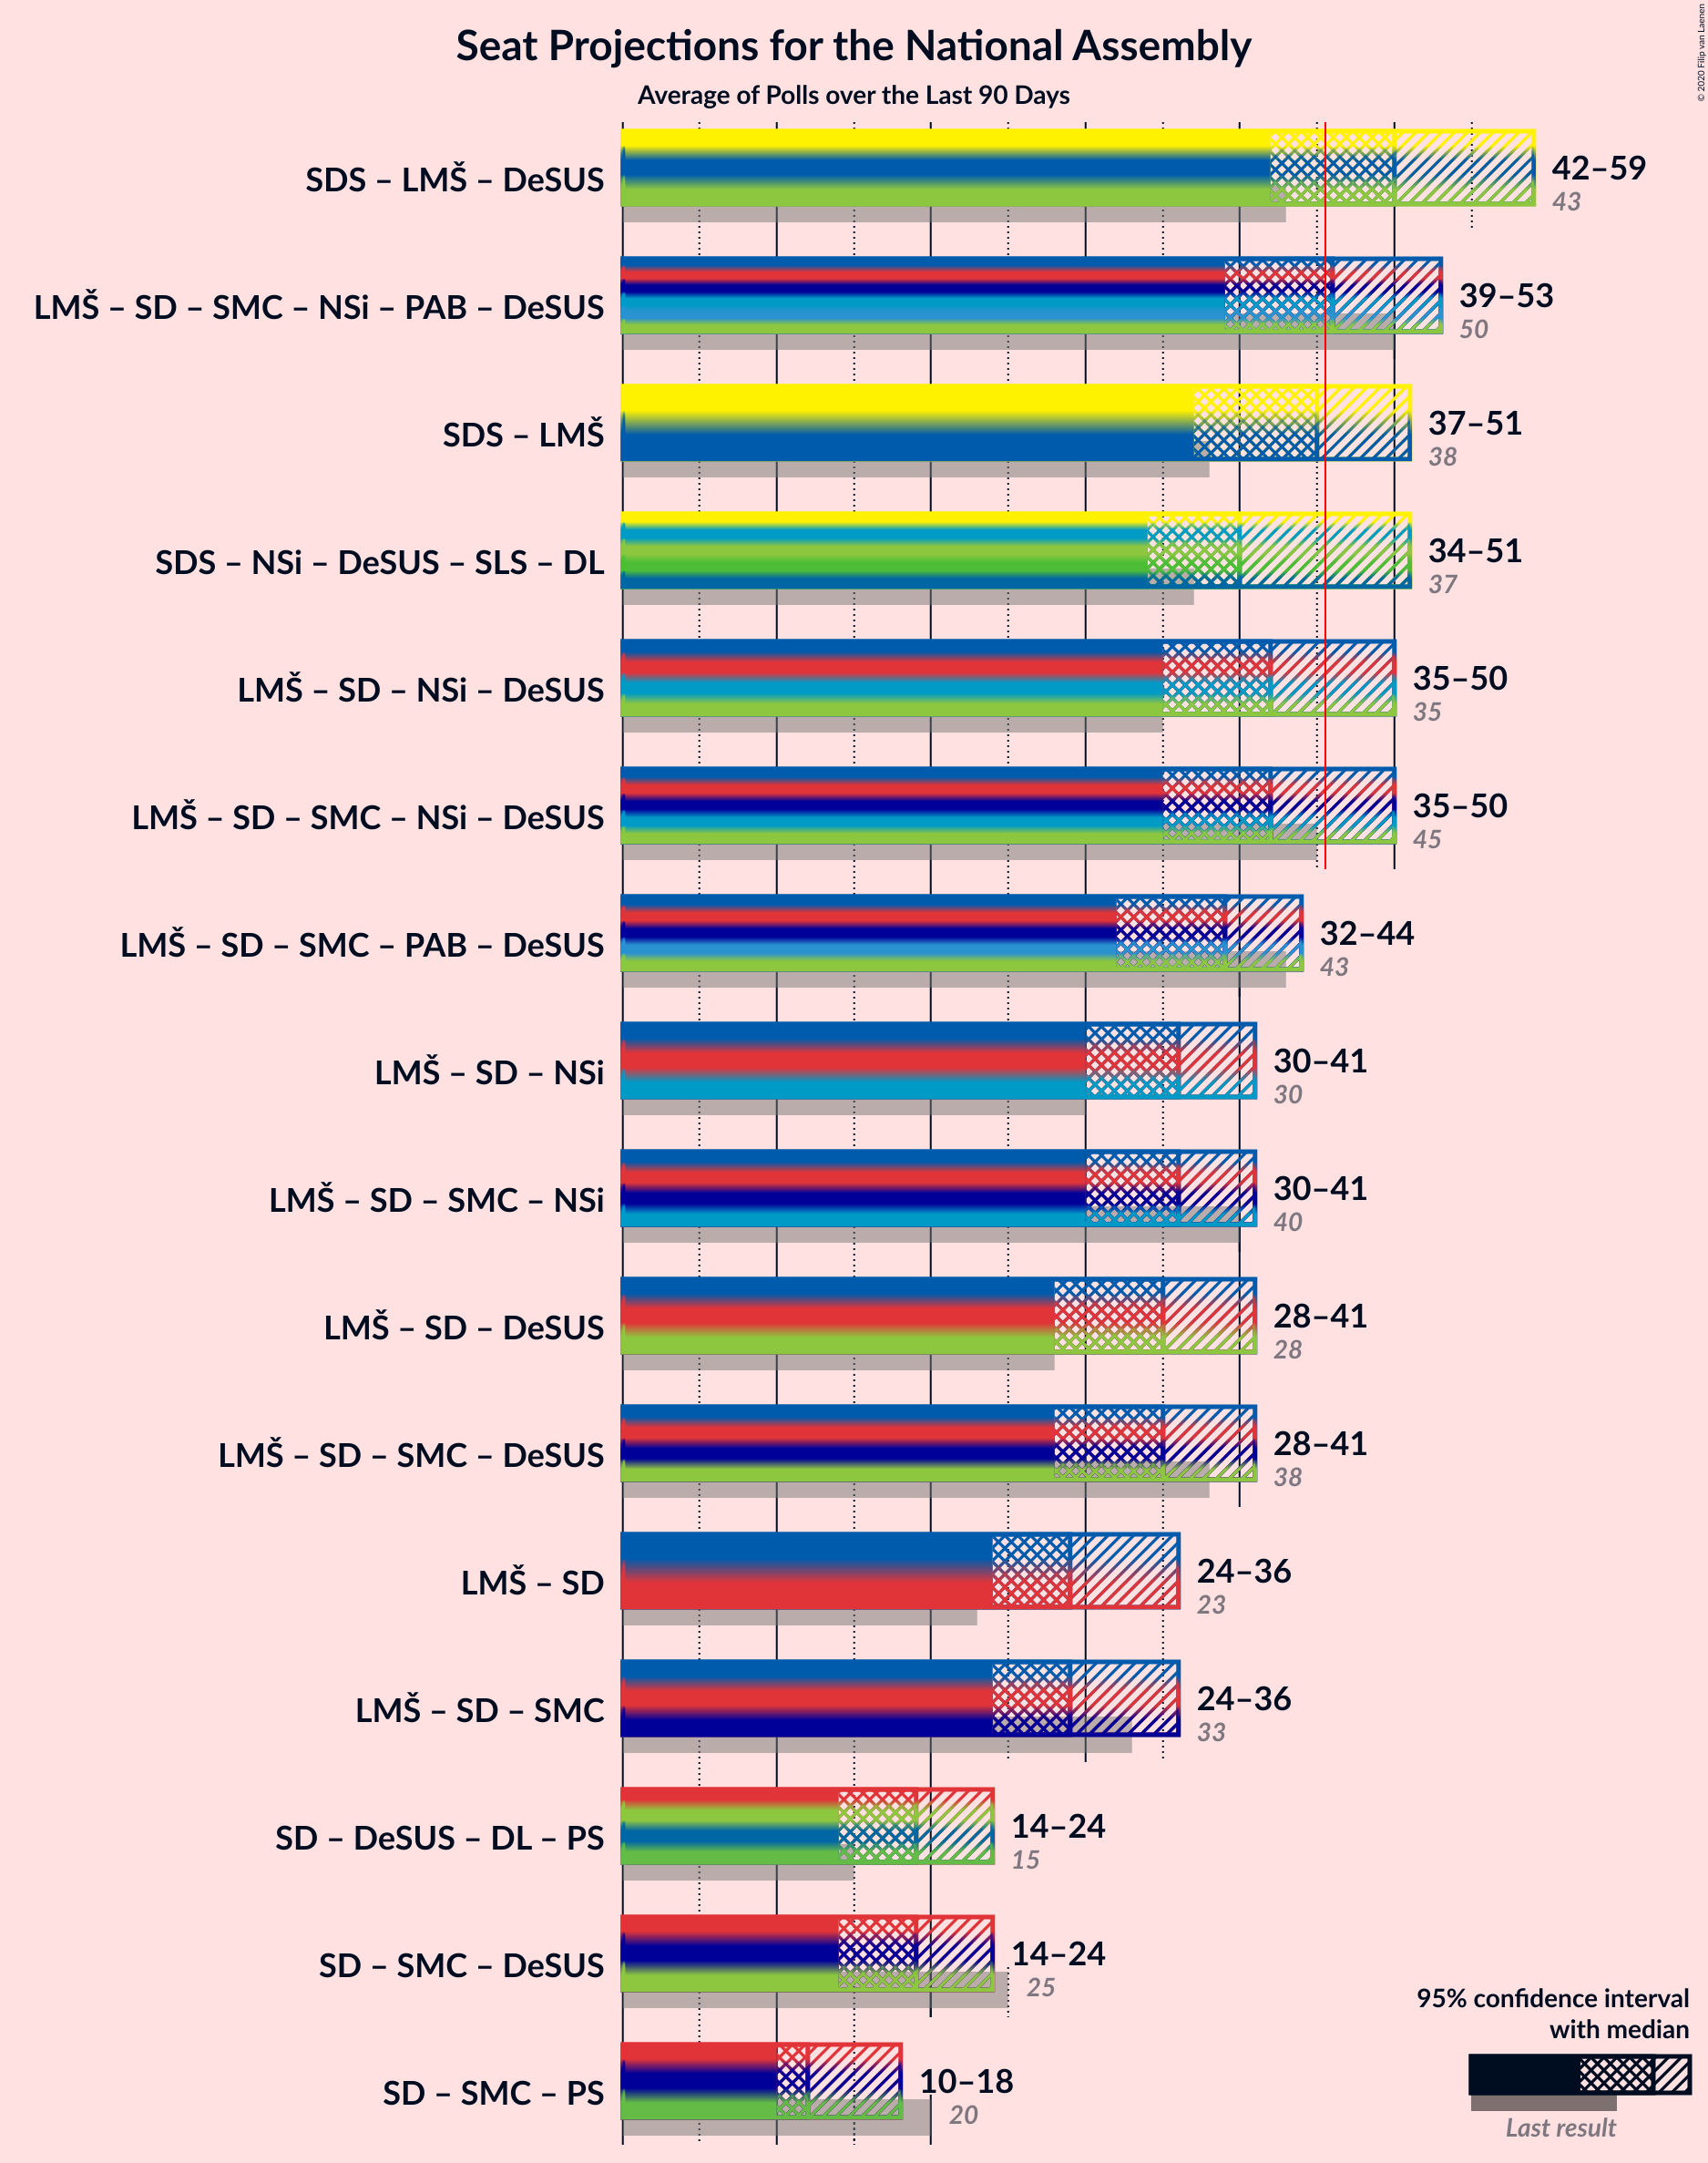 © 2020 Filip van Laenen
Seat Projections for the National Assembly
Average of Polls over the Last 90 Days
SDS – LMŠ – DeSUS
42–59
43
LMŠ – SD – SMC – NSi – PAB – DeSUS
39–53
50
SDS – LMŠ
37–51
38
SDS – NSi – DeSUS – SLS – DL
34–51
37
LMŠ – SD – NSi – DeSUS
35–50
35
LMŠ – SD – SMC – NSi – DeSUS
35–50
45
LMŠ – SD – SMC – PAB – DeSUS
32–44
43
LMŠ – SD – NSi
30–41
30
LMŠ – SD – SMC – NSi
30–41
40
LMŠ – SD – DeSUS
28–41
28
LMŠ – SD – SMC – DeSUS
28–41
38
LMŠ – SD
24–36
23
LMŠ – SD – SMC
24–36
33
SD – DeSUS – DL – PS
14–24
15
SD – SMC – DeSUS
14–24
25
SD – SMC – PS
10–18
20
95% confidence interval
with median
Last result